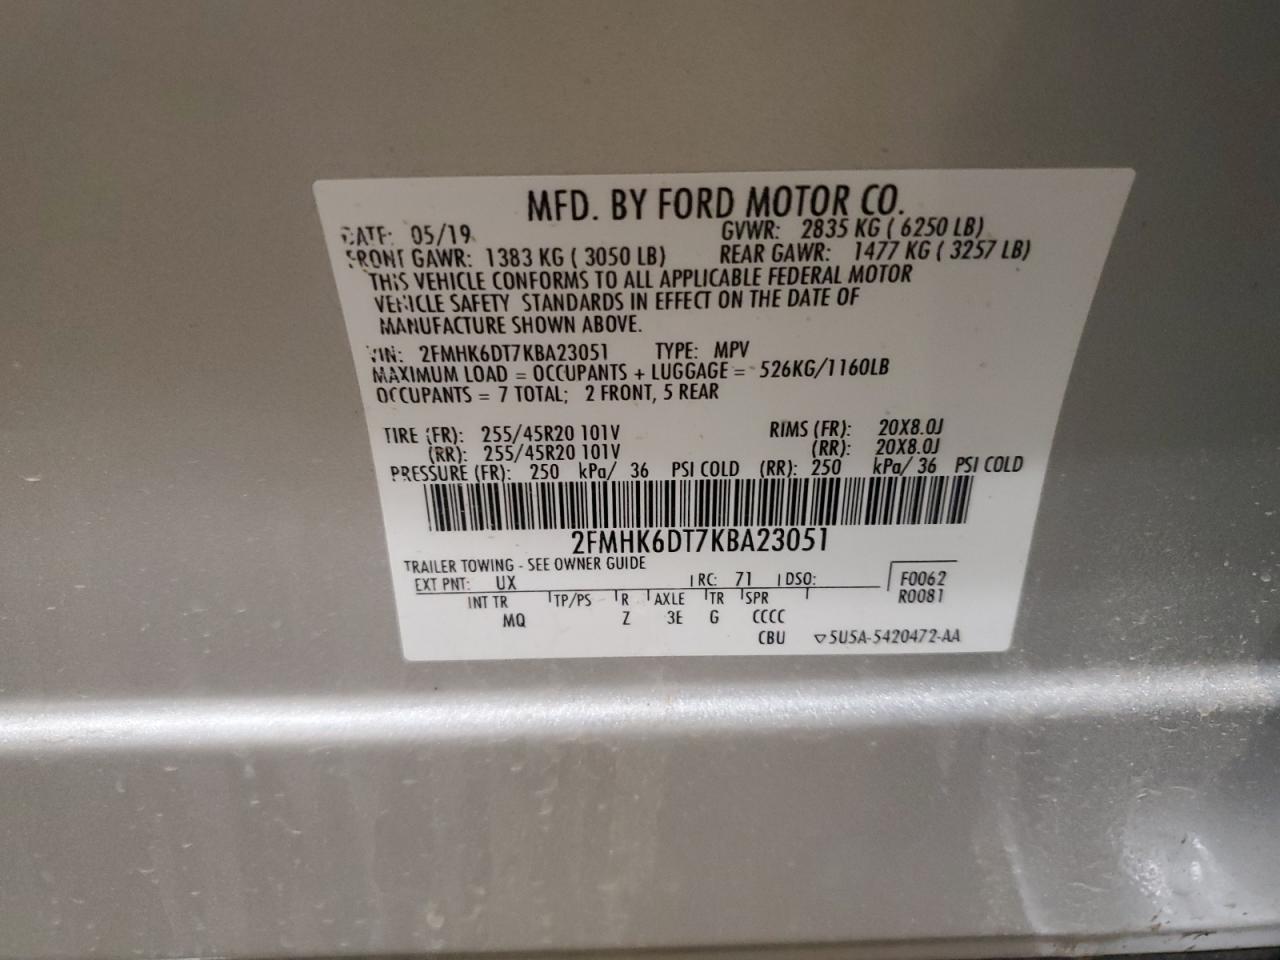 MFD. BY FORD MOTOR CO.
DATE: 05/19 GVWR: 2835 KG ( 6250 LB)
FRONT GAWR: 1383 KG ( 3050 LB) REAR GAWR: 1477 KG ( 3257 LB)
THIS VEHICLE CONFORMS TO ALL APPLICABLE FEDERAL MOTOR
VEHICLE SAFETY STANDARDS IN EFFECT ON THE DATE OF
MANUFACTURE SHOWN ABOVE.
VIN: 2FMHK6DT7KBA23051 TYPE: MPV
MAXIMUM LOAD = OCCUPANTS + LUGGAGE = 526KG/1160LB
OCCUPANTS = 7 TOTAL; 2 FRONT, 5 REAR
TIRE (FR): 255/45R20 101V RIMS (FR): 20X8.0J
(RR): 255/45R20 101V (RR): 20X8.0J
PRESSURE (FR): 250 kPa/ 36 PSI COLD (RR): 250 kPa/ 36 PSI COLD
2FMHK6DT7KBA23051
TRAILER TOWING - SEE OWNER GUIDE
EXT PNT: UX RC: 71 DSO: F0062
INT TR TP/PS R AXLE TR SPR R0081
MQ Z 3E G CCCC
CBU ▽5U5A-5420472-AA